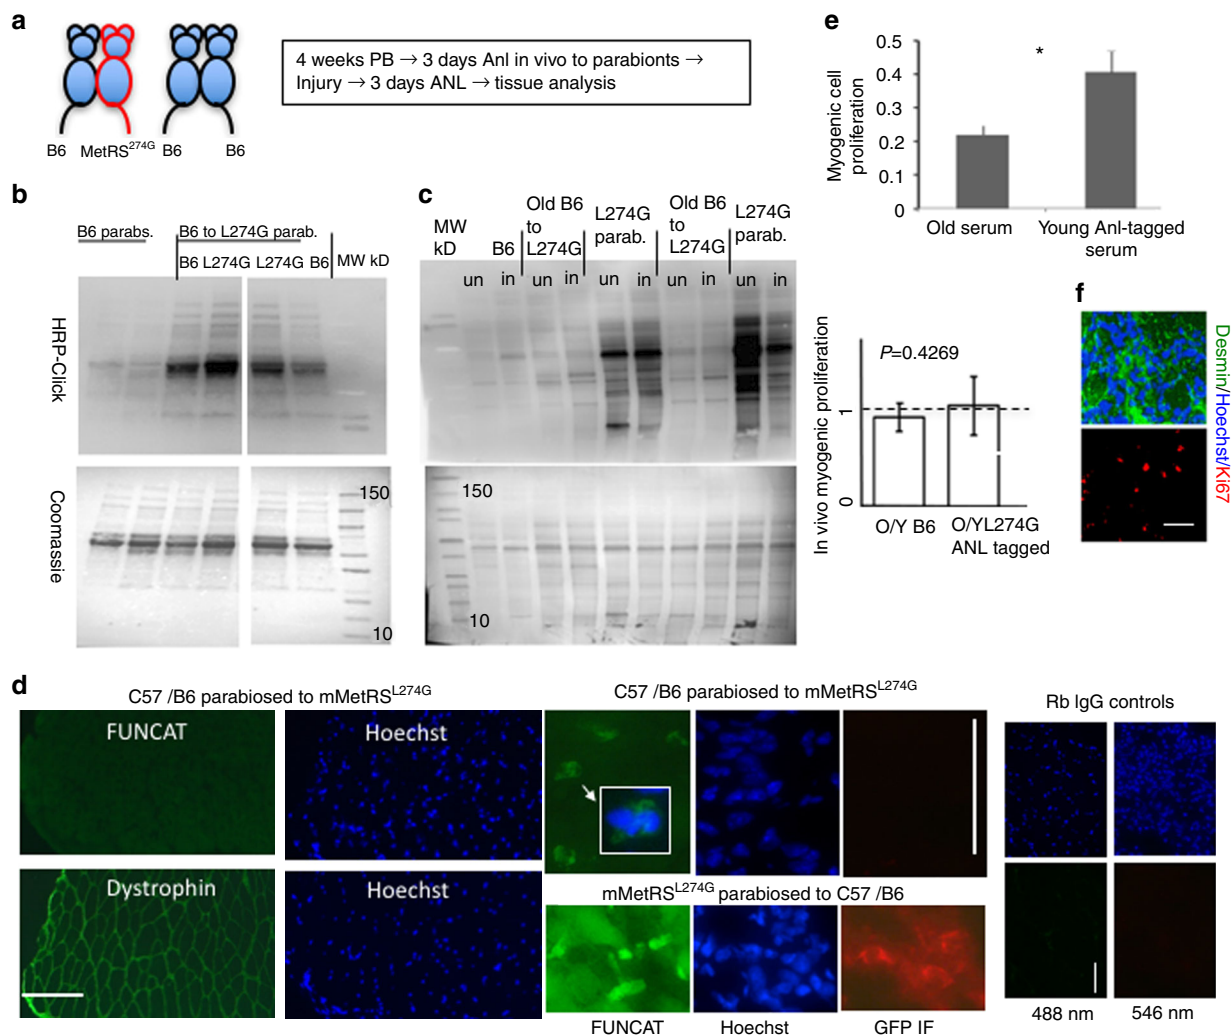 a
B6
MetRS274G
B6
B6
4 weeks PB → 3 days Anl in vivo to parabionts →
Injury → 3 days ANL → tissue analysis
b
B6 parabs.
B6 to L274G parab.
B6 L274G L274G B6
MW kD
HRP-Click
Coomassie
150
10
c
MW
kD
B6
Old B6
to
L274G
L274G
parab.
Old B6
to
L274G
L274G
parab.
un in un in un in un in un in
150
10
e
Myogenic cell
proliferation
0.5
0.4
0.3
0.2
0.1
0
*
Old serum
Young Anl-tagged
serum
In vivo myogenic proliferation
P=0.4269
1
0
O/Y B6
O/YL274G
ANL tagged
f
Desmin/Hoechst/Ki67
d
C57 /B6 parabiosed to mMetRSL274G
FUNCAT
Hoechst
Dystrophin
Hoechst
C57 /B6 parabiosed to mMetRSL274G
mMetRSL274G parabiosed to C57 /B6
FUNCAT
Hoechst
GFP IF
Rb IgG controls
488 nm
546 nm